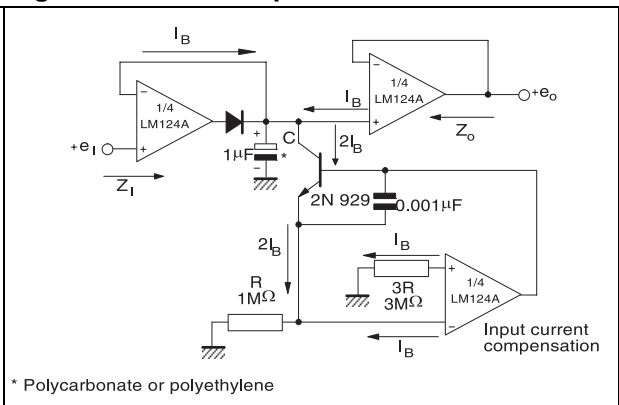 I_B
1/4
LM124A
+e_I
Z_I
1μF
*
+
−
C
I_B
2I_B
1/4
LM124A
+e_o
Z_o
2N 929
0.001μF
2I_B
R
1MΩ
I_B
3R
3MΩ
1/4
LM124A
I_B
Input current
compensation
* Polycarbonate or polyethylene